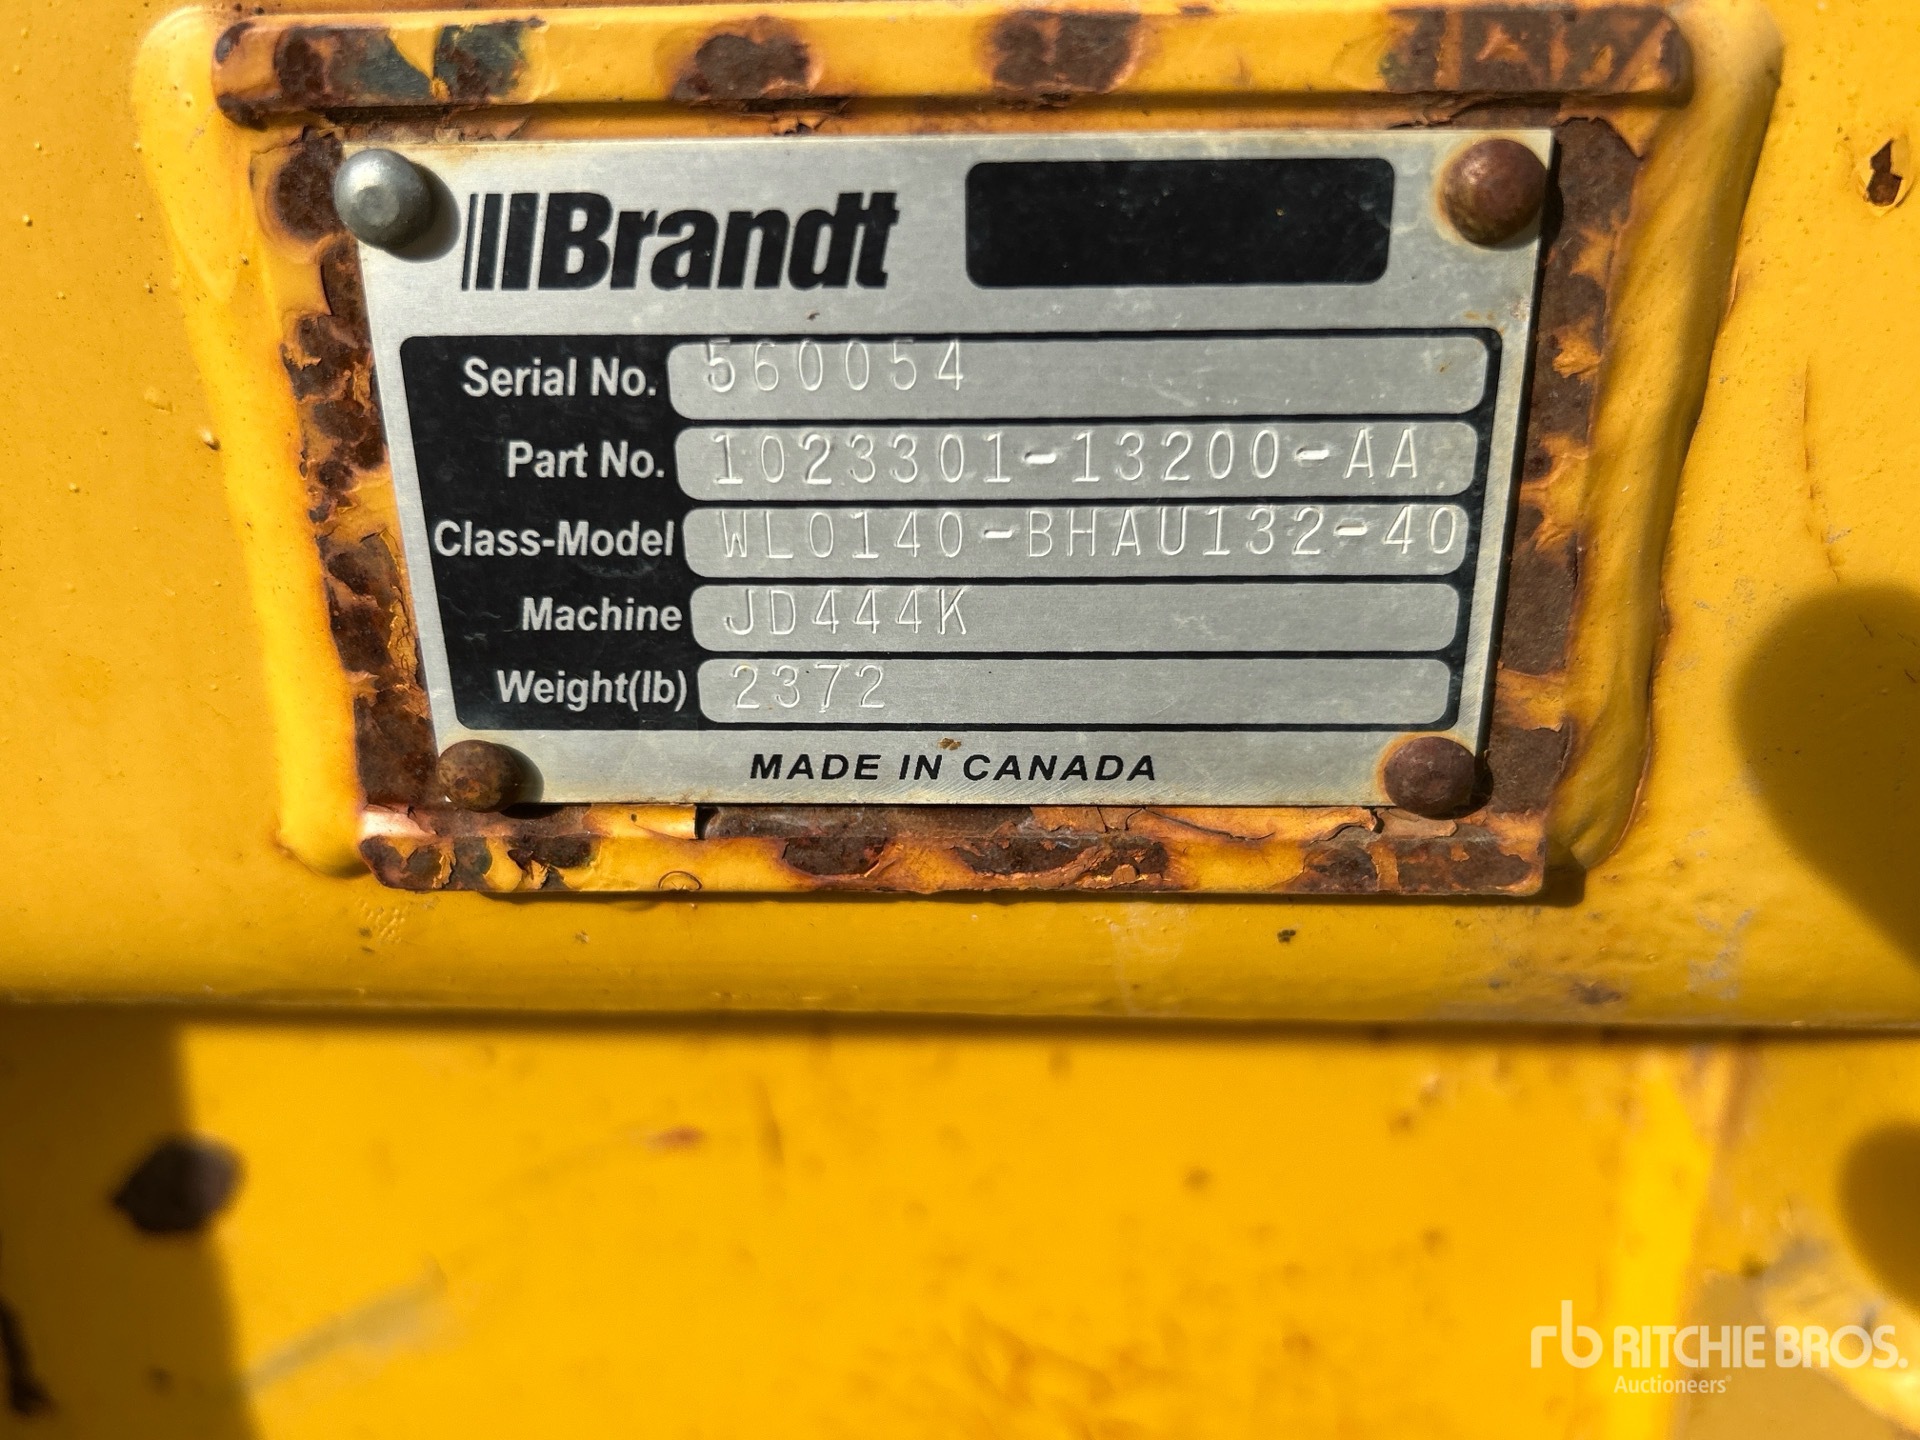 Brandt
Serial No. 560054
Part No. 1023301-13200-AA
Class-Model WL0140-BHAU132-40
Machine JD444K
Weight(lb) 2372
MADE IN CANADA
rb RITCHIE BROS.
Auctioneers